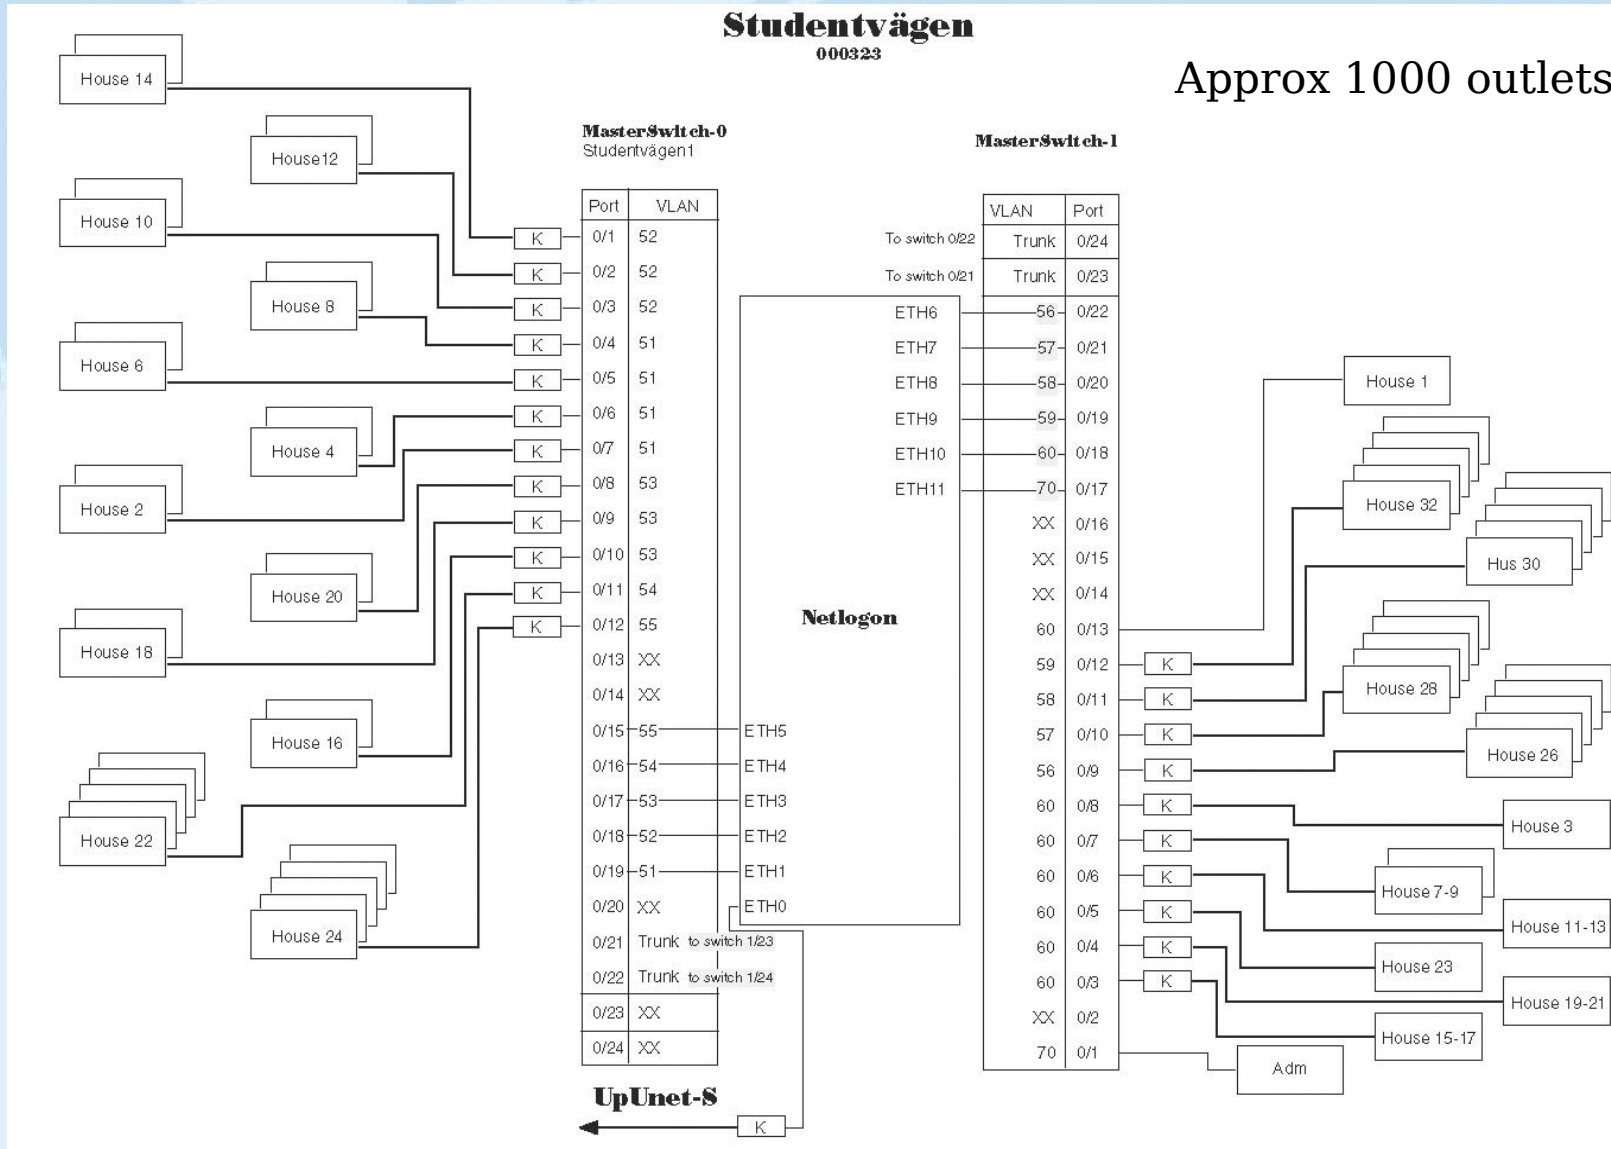 Studentvägen
000323
Approx 1000 outlets
House 14
House12
House 10
House 8
House 6
House 4
House 2
House 20
House 18
House 16
House 22
House 24
K
K
K
K
K
K
K
K
K
K
K
K
MasterSwitch-0
Studentvägen1
Port VLAN
0/1 52
0/2 52
0/3 52
0/4 51
0/5 51
0/6 51
0/7 51
0/8 53
0/9 53
0/10 53
0/11 54
0/12 55
0/13 XX
0/14 XX
0/15 55
0/16 54
0/17 53
0/18 52
0/19 51
0/20 XX
0/21 Trunk to switch 1/23
0/22 Trunk to switch 1/24
0/23 XX
0/24 XX
UpUnet-S
K
Netlogon
ETH5
ETH4
ETH3
ETH2
ETH1
ETH0
ETH6
ETH7
ETH8
ETH9
ETH10
ETH11
MasterSwitch-1
VLAN Port
To switch 0/22 Trunk 0/24
To switch 0/21 Trunk 0/23
56 0/22
57 0/21
58 0/20
59 0/19
60 0/18
70 0/17
XX 0/16
XX 0/15
XX 0/14
60 0/13
59 0/12 K
58 0/11 K
57 0/10 K
56 0/9 K
60 0/8 K
60 0/7 K
60 0/6 K
60 0/5 K
60 0/4 K
60 0/3 K
XX 0/2
70 0/1
House 1
House 32
Hus 30
House 28
House 26
House 3
House 7-9
House 11-13
House 23
House 19-21
House 15-17
Adm